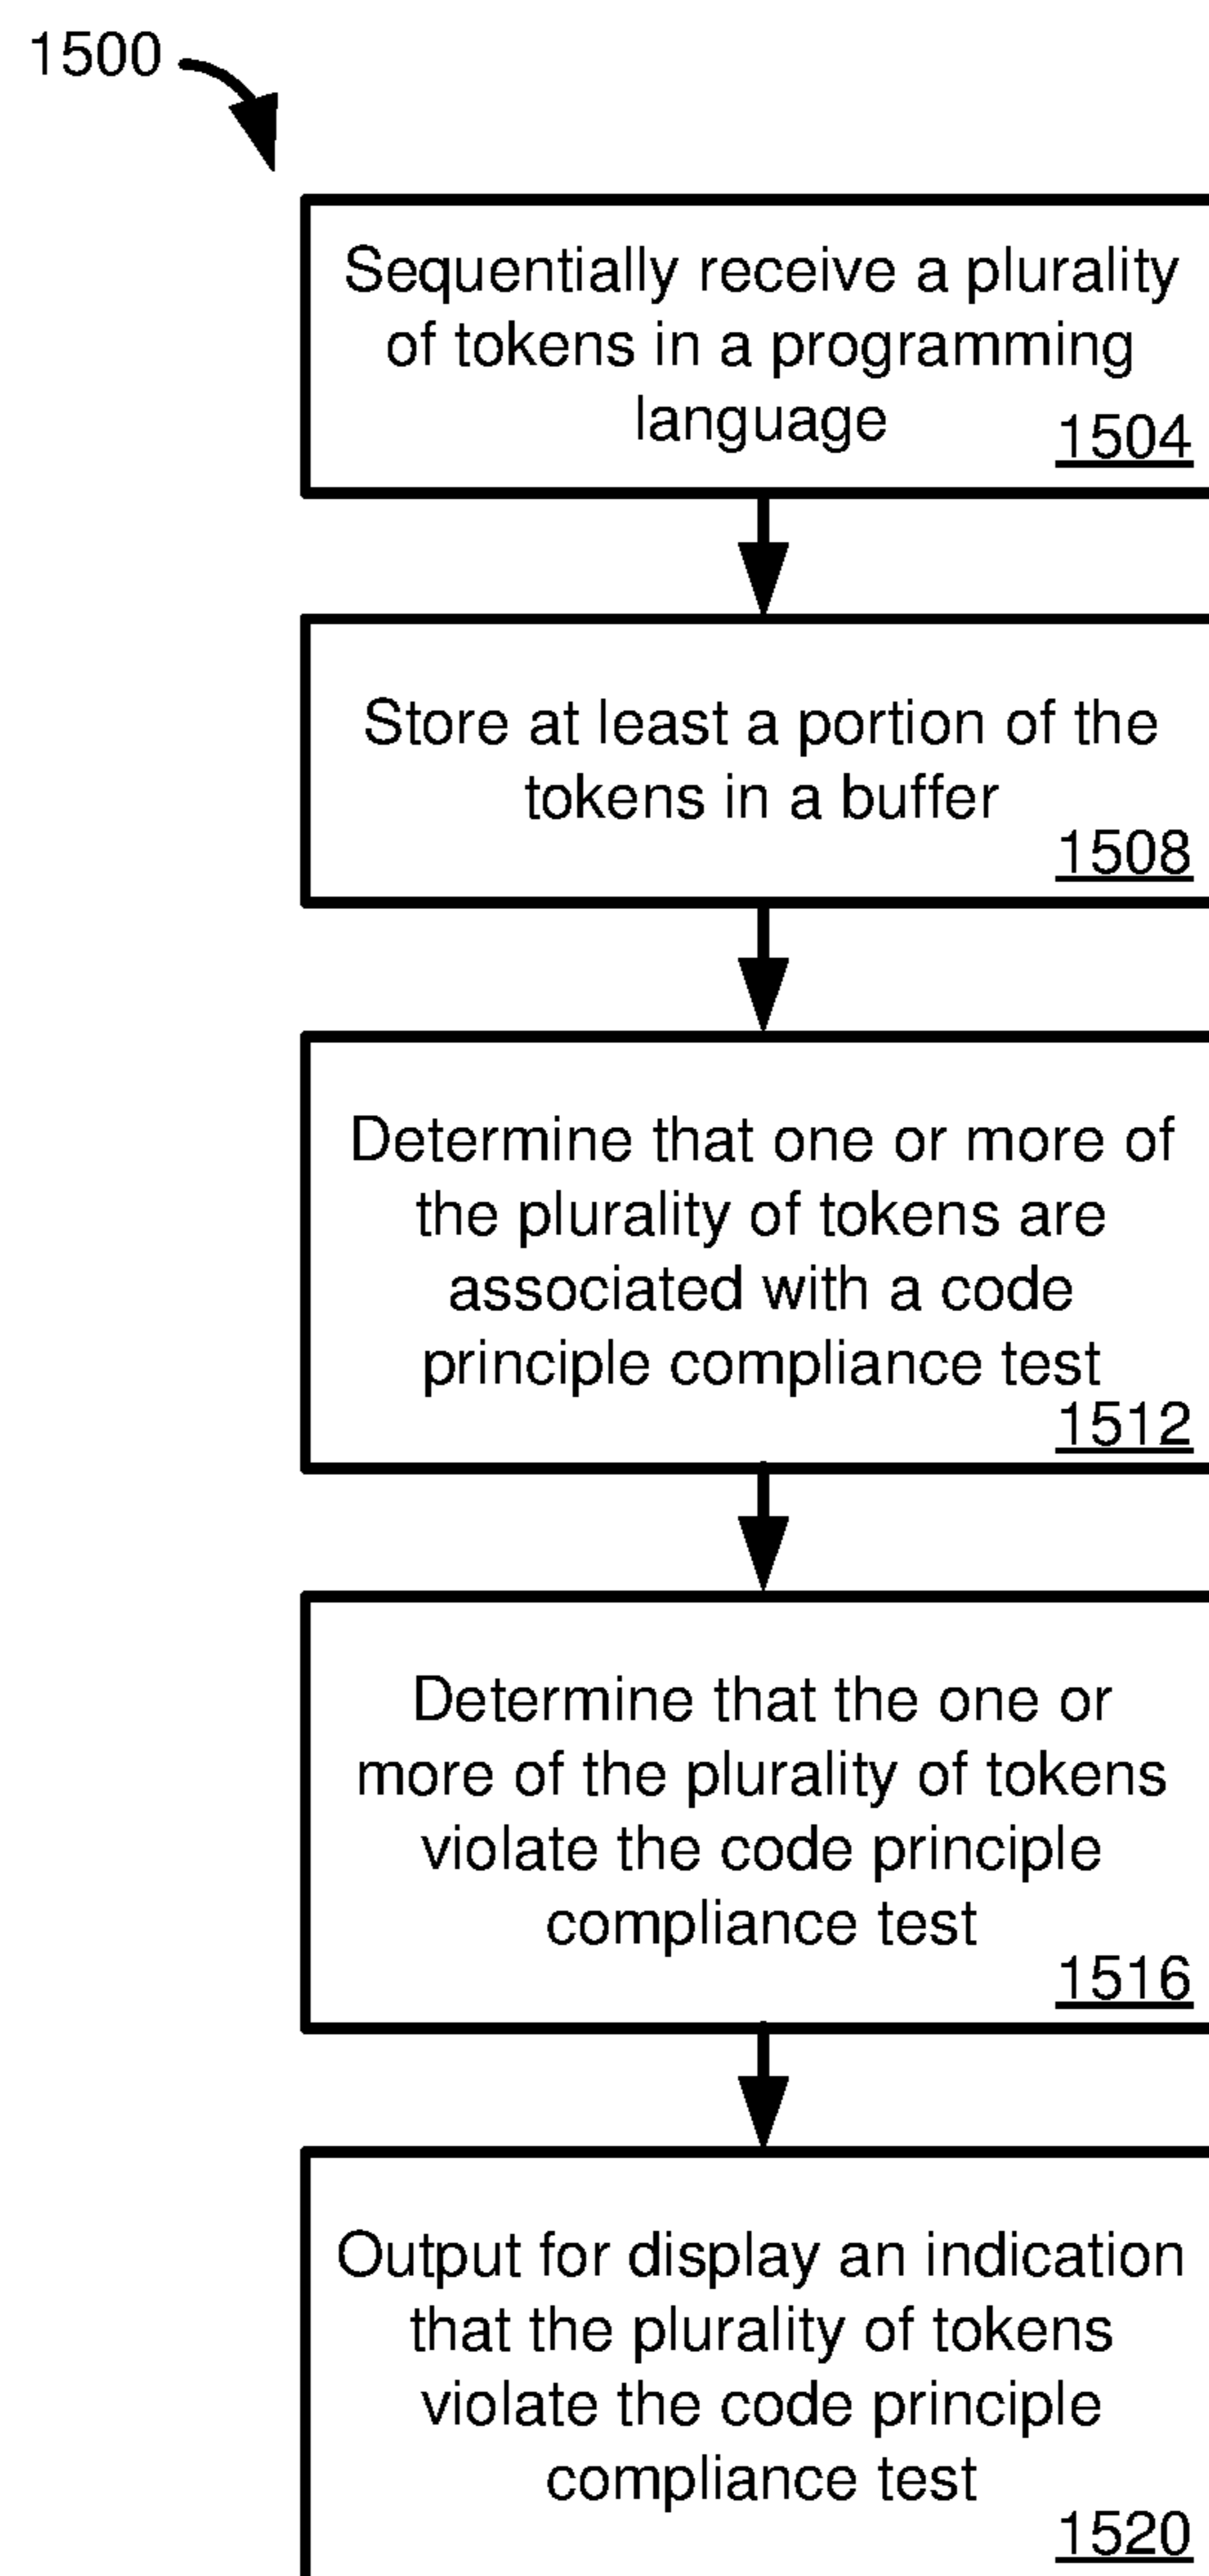 1500
Sequentially receive a plurality
of tokens in a programming
language
1504
Store at least a portion of the
tokens in a buffer
1508
Determine that one or more of
the plurality of tokens are
associated with a code
principle compliance test
1512
Determine that the one or
more of the plurality of tokens
violate the code principle
compliance test
1516
Output for display an indication
that the plurality of tokens
violate the code principle
compliance test
1520